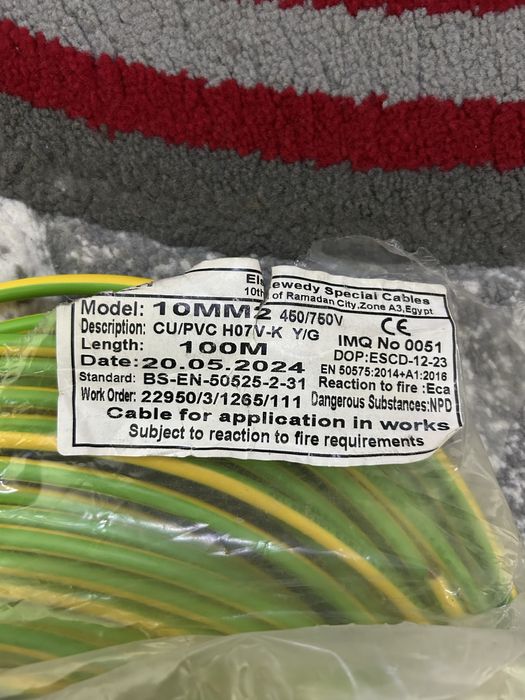 Els ewedy Special Cables
10th of Ramadan City,Zone A3,Egypt
Model: 10MM2 450/750V
CE
Description: CU/PVC H07V-K Y/G
IMQ No 0051
Length: 100M
DOP:ESCD-12-23
Date:20.05.2024
EN 50575:2014+A1:2016
Standard: BS-EN-50525-2-31
Reaction to fire :Eca
Work Order: 22950/3/1265/111
Dangerous Substances:NPD
Cable for application in works
Subject to reaction to fire requirements